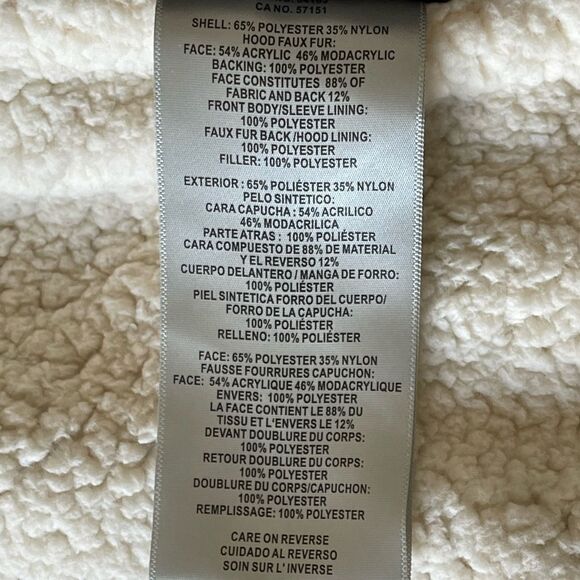 CA NO. 57151
SHELL: 65% POLYESTER 35% NYLON
HOOD FAUX FUR:
FACE: 54% ACRYLIC 46% MODACRYLIC
BACKING: 100% POLYESTER
FACE CONSTITUTES 88% OF
FABRIC AND BACK 12%
FRONT BODY/SLEEVE LINING:
100% POLYESTER
FAUX FUR BACK /HOOD LINING:
100% POLYESTER
FILLER: 100% POLYESTER
EXTERIOR : 65% POLIÉSTER 35% NYLON
PELO SINTETICO:
CARA CAPUCHA : 54% ACRILICO
46% MODACRILICA
PARTE ATRAS : 100% POLIÉSTER
CARA COMPUESTO DE 88% DE MATERIAL
Y EL REVERSO 12%
CUERPO DELANTERO / MANGA DE FORRO:
100% POLIÉSTER
PIEL SINTETICA FORRO DEL CUERPO/
FORRO DE LA CAPUCHA:
100% POLIÉSTER
RELLENO: 100% POLIÉSTER
FACE: 65% POLYESTER 35% NYLON
FAUSSE FOURRURES CAPUCHON:
FACE: 54% ACRYLIQUE 46% MODACRYLIQUE
ENVERS: 100% POLYESTER
LA FACE CONTIENT LE 88% DU
TISSU ET L'ENVERS LE 12%
DEVANT DOUBLURE DU CORPS:
100% POLYESTER
RETOUR DOUBLURE DU CORPS:
100% POLYESTER
DOUBLURE DU CORPS/CAPUCHON:
100% POLYESTER
REMPLISSAGE: 100% POLYESTER
CARE ON REVERSE
CUIDADO AL REVERSO
SOIN SUR L'INVERSE